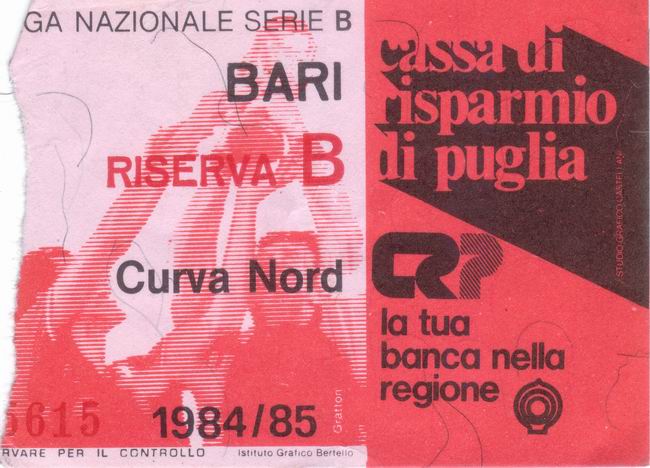 GA NAZIONALE SERIE B
BARI
RISERVA B
Curva Nord
5615
1984/85
Gration
RVARE PER IL CONTROLLO
Istituto Grafico Bertello
cassa di
risparmio
di puglia
STUDIO GRAFICO CASTELLANI
CRP
la tua
banca nella
regione